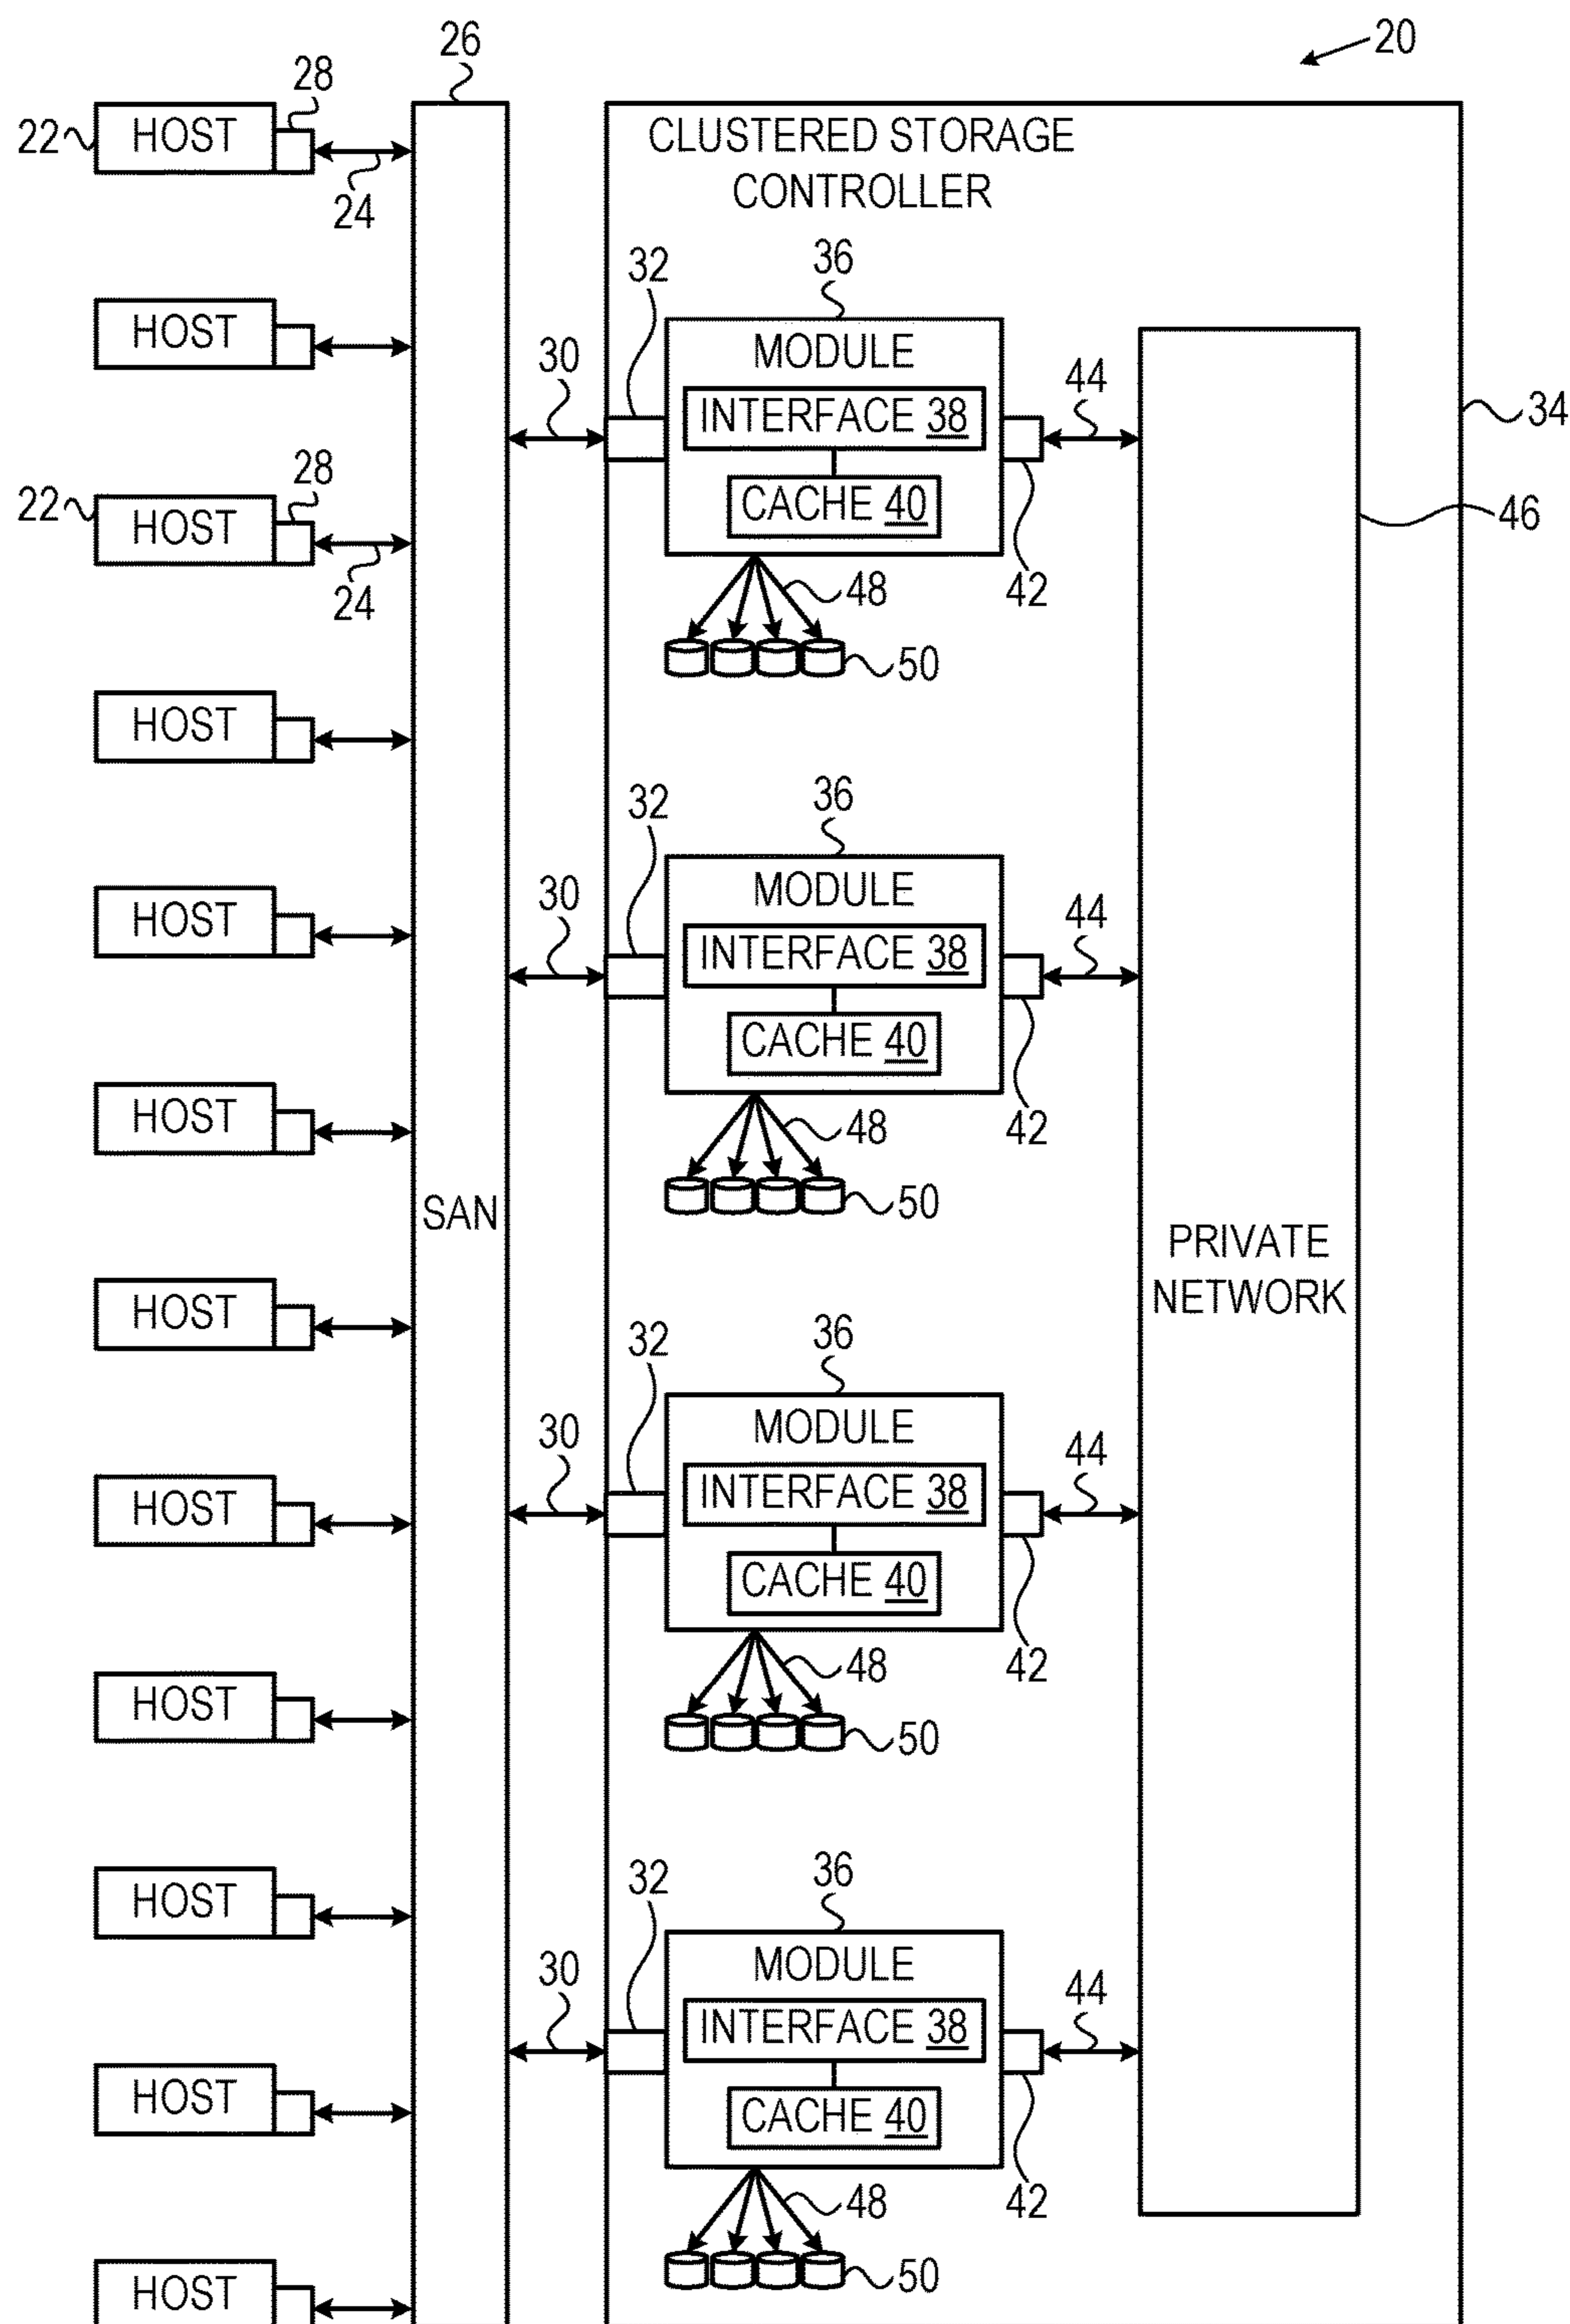 20
26
28
22
HOST
24
CLUSTERED STORAGE
CONTROLLER
HOST
32
36
30
MODULE
INTERFACE 38
CACHE 40
44
34
28
22
HOST
24
46
48
42
50
HOST
HOST
32
36
30
MODULE
INTERFACE 38
CACHE 40
44
42
48
50
HOST
SAN
PRIVATE
NETWORK
HOST
32
36
30
MODULE
INTERFACE 38
CACHE 40
44
42
48
50
HOST
HOST
HOST
32
36
30
MODULE
INTERFACE 38
CACHE 40
44
42
48
50
HOST
HOST